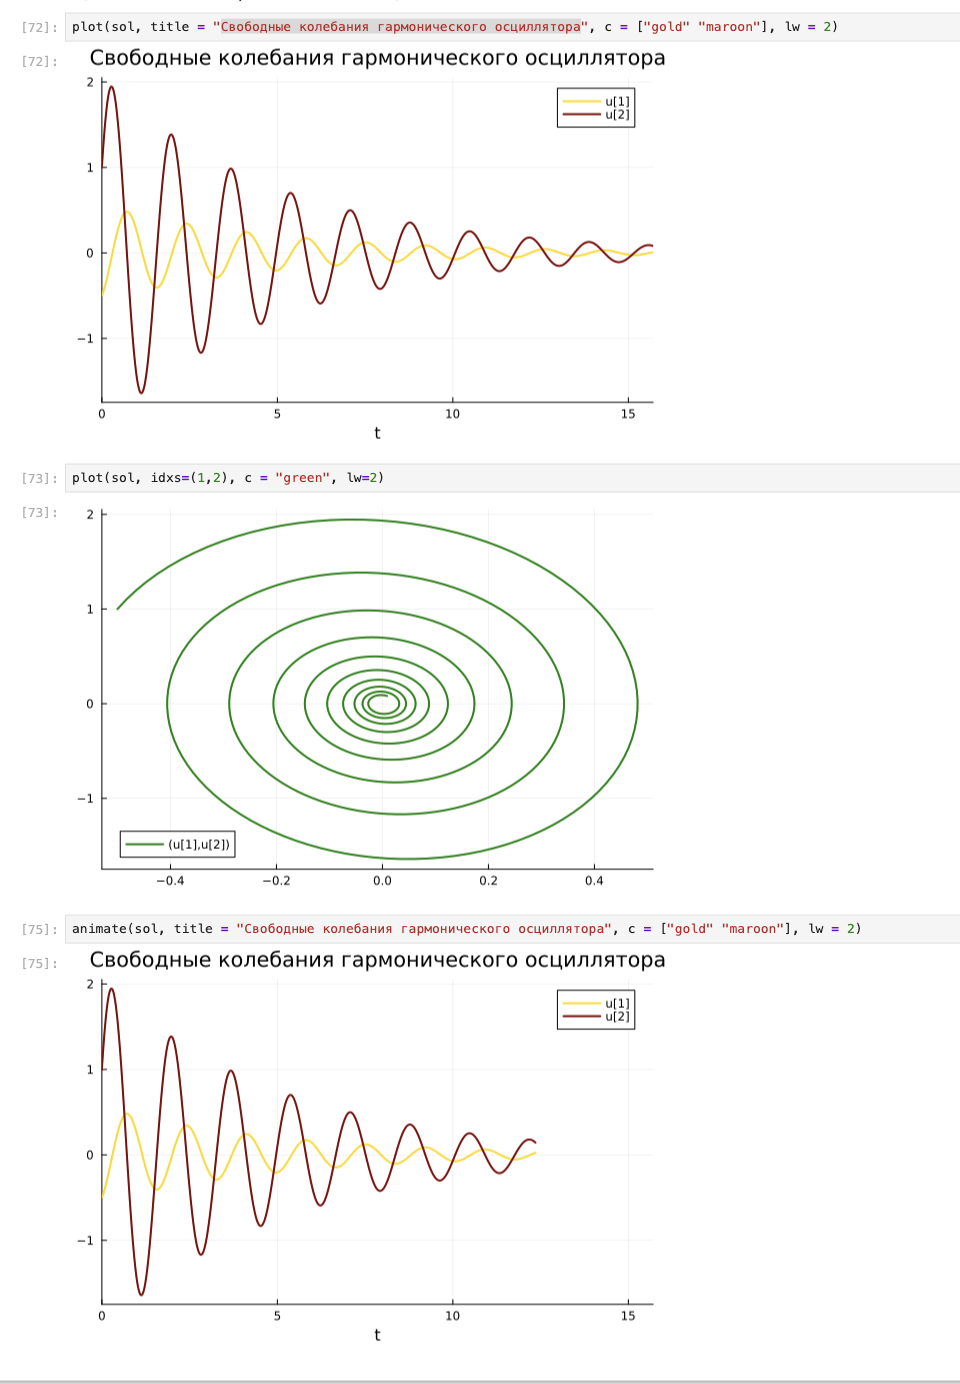 [72]: plot(sol, title = "Свободные колебания гармонического осциллятора", c = ["gold" "maroon"], lw = 2)
[72]: Свободные колебания гармонического осциллятора
2
u[1]
u[2]
1
0
−1
0 5 10 15
t
[73]: plot(sol, idxs=(1,2), c = "green", lw=2)
[73]:
2
1
0
−1
(u[1],u[2])
−0.4 −0.2 0.0 0.2 0.4
[75]: animate(sol, title = "Свободные колебания гармонического осциллятора", c = ["gold" "maroon"], lw = 2)
[75]: Свободные колебания гармонического осциллятора
2
u[1]
u[2]
1
0
−1
0 5 10 15
t